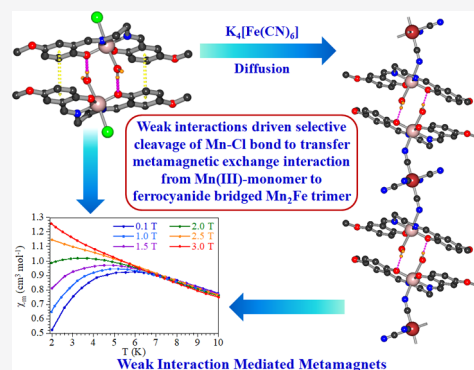 K₄[Fe(CN)₆]
Diffusion
Weak interactions driven selective
cleavage of Mn-Cl bond to transfer
metamagnetic exchange interaction
from Mn(III)-monomer to
ferrocyanide bridged Mn₂Fe trimer
1.3
1.2
1.1
1.0
0.9
0.8
0.7
0.6
0.5
χₘ (cm³ mol⁻¹)
0.1 T 2.0 T
1.0 T 2.5 T
1.5 T 3.0 T
2 3 4 5 6 7 8 9 10
T (K)
Weak Interaction Mediated Metamagnets